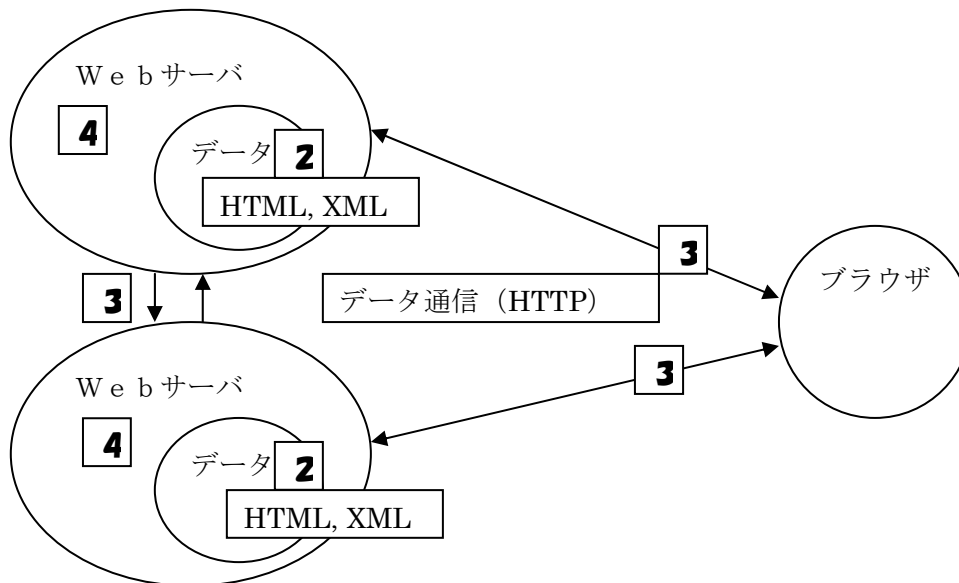 Ｗｅｂサーバ
4
データ
2
HTML, XML
3
ブラウザ
3
データ通信（HTTP）
3
Ｗｅｂサーバ
4
データ
2
HTML, XML